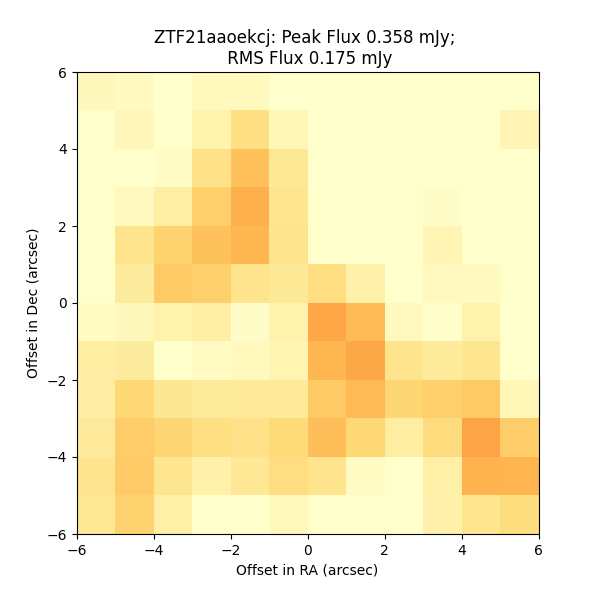 ZTF21aaoekcj: Peak Flux 0.358 mJy;
RMS Flux 0.175 mJy
6
4
2
0
−2
−4
−6
Offset in Dec (arcsec)
−6 −4 −2 0 2 4 6
Offset in RA (arcsec)